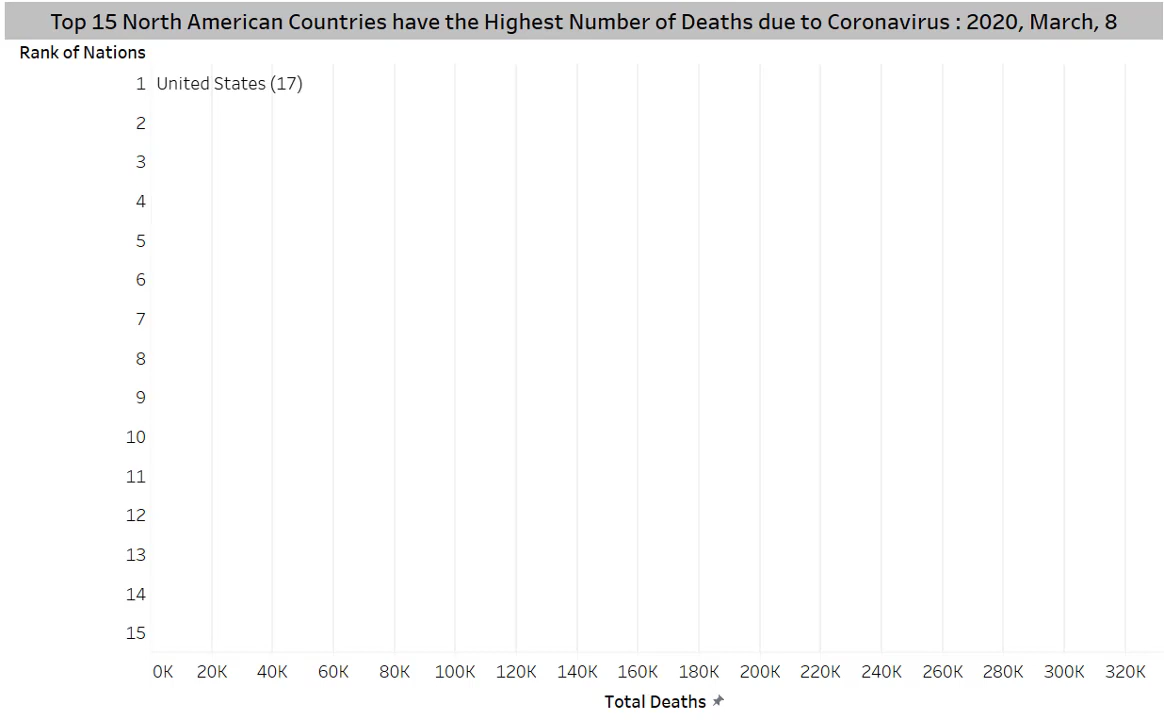 Top 15 North American Countries have the Highest Number of Deaths due to Coronavirus : 2020, March, 8
Rank of Nations
1 United States (17)
2
3
4
5
6
7
8
9
10
11
12
13
14
15
0K 20K 40K 60K 80K 100K 120K 140K 160K 180K 200K 220K 240K 260K 280K 300K 320K
Total Deaths